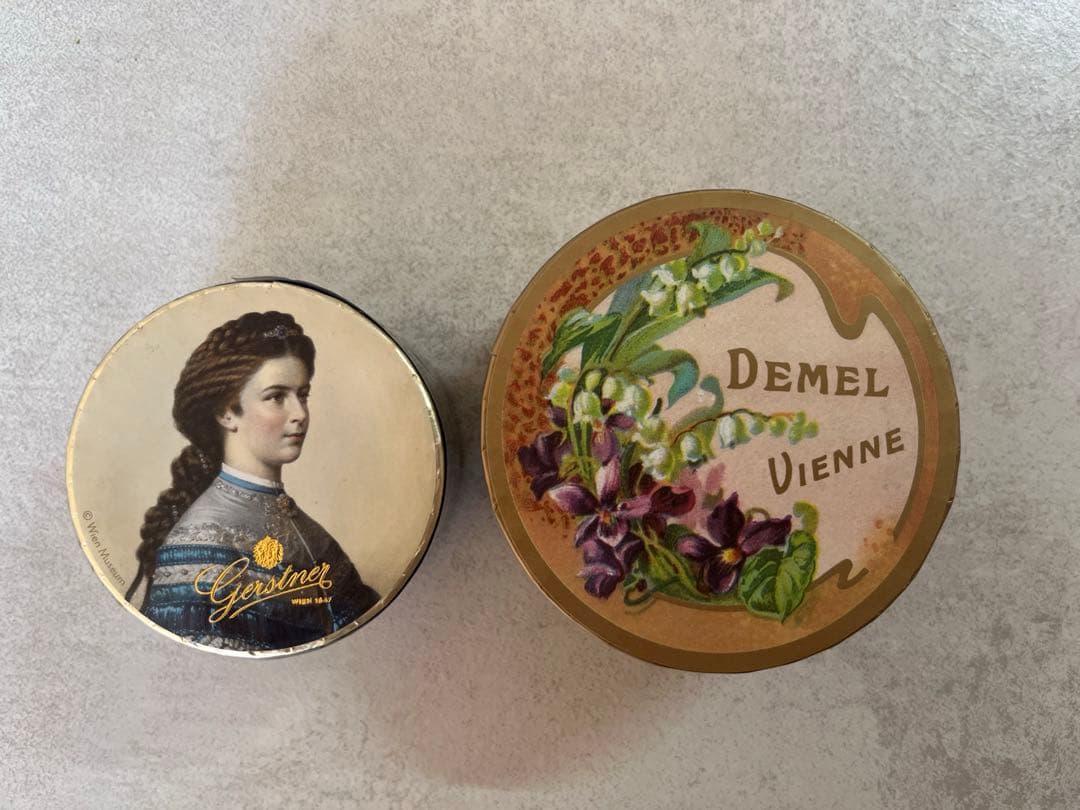 © Wien Museum
Gerstner
WIEN 1847
DEMEL
VIENNE